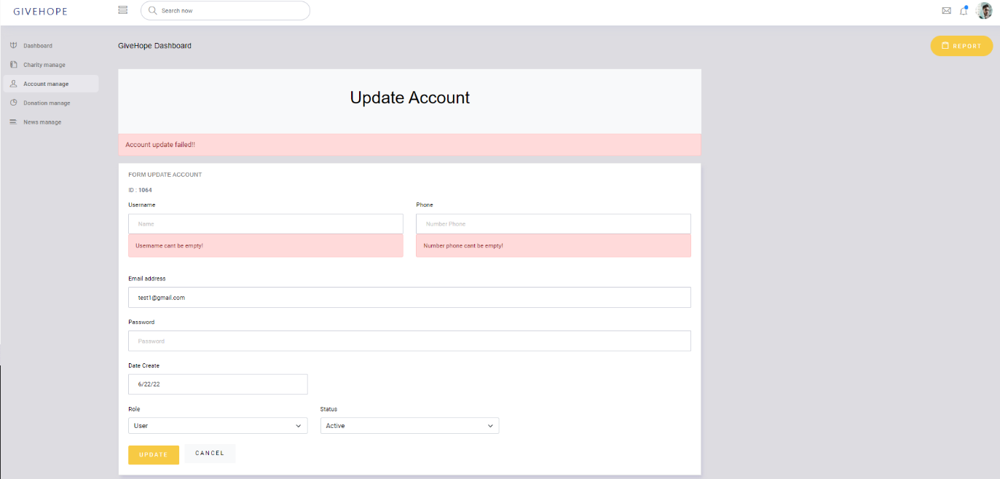 GIVEHOPE
Search now
Dashboard
Charity manage
Account manage
Donation manage
News manage
GiveHope Dashboard
REPORT
Update Account
Account update failed!!
FORM UPDATE ACCOUNT
ID : 1064
Username
Phone
Name
Number Phone
Username cant be empty!
Number phone cant be empty!
Email address
test1@gmail.com
Password
Password
Date Create
6/22/22
Role
Status
User
Active
UPDATE
CANCEL